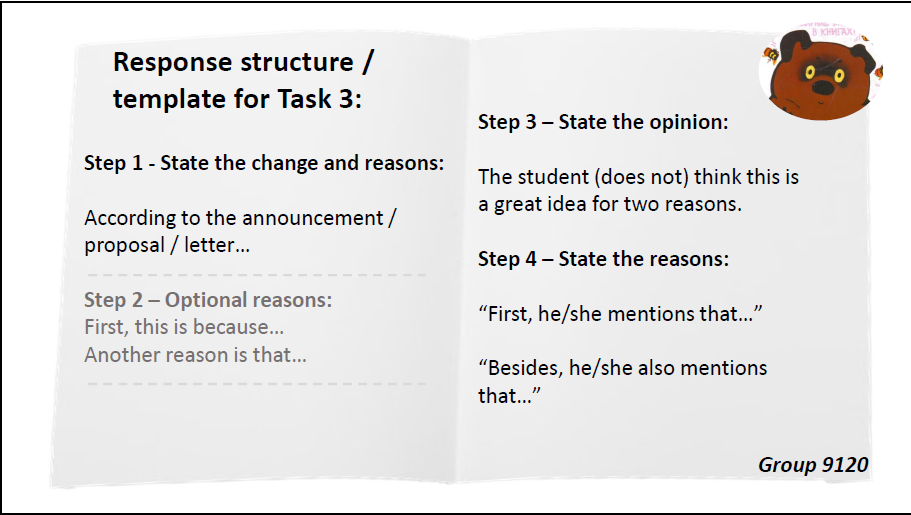 Response structure /
template for Task 3:
Step 1 - State the change and reasons:
According to the announcement /
proposal / letter…
Step 2 – Optional reasons:
First, this is because…
Another reason is that…
В КНИГАХ!
Step 3 – State the opinion:
The student (does not) think this is
a great idea for two reasons.
Step 4 – State the reasons:
“First, he/she mentions that…”
“Besides, he/she also mentions
that…”
Group 9120